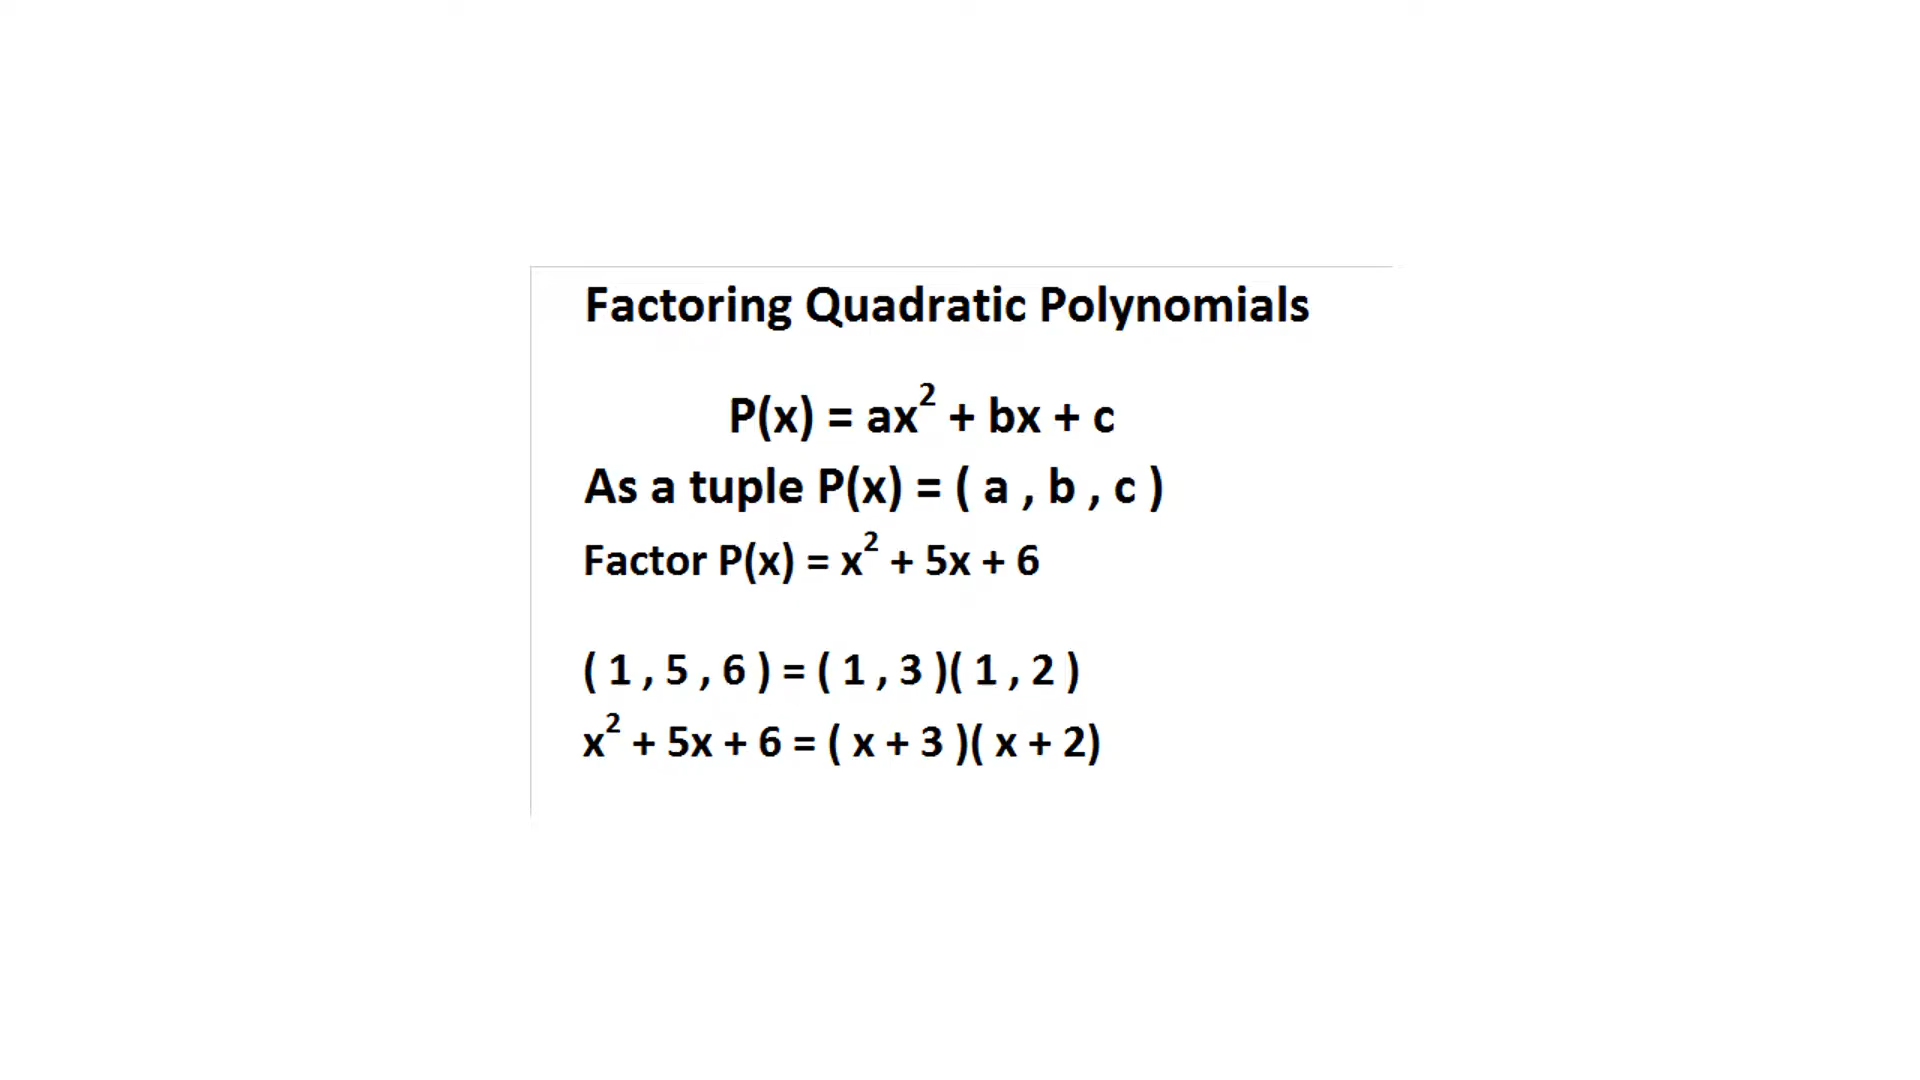 Factoring Quadratic Polynomials
P(x) = ax² + bx + c
As a tuple P(x) = ( a , b , c )
Factor P(x) = x² + 5x + 6
( 1 , 5 , 6 ) = ( 1 , 3 )( 1 , 2 )
x² + 5x + 6 = ( x + 3 )( x + 2)